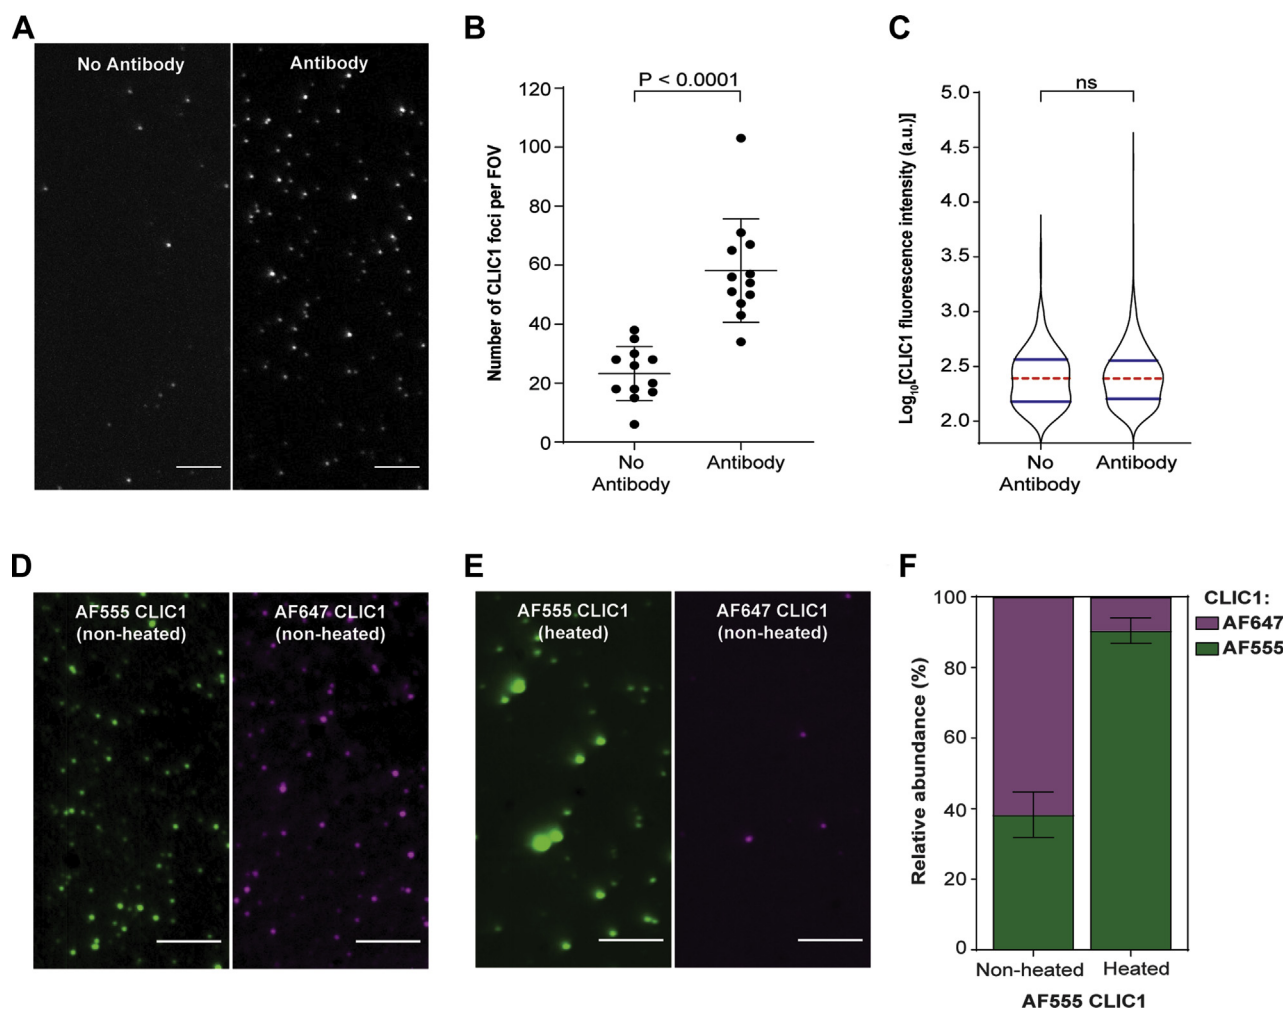 A
No Antibody
Antibody
B
P < 0.0001
120
100
80
60
40
20
0
Number of CLIC1 foci per FOV
No
Antibody
Antibody
C
ns
5.0
4.5
4.0
3.5
3.0
2.5
2.0
Log10[CLIC1 fluorescence intensity (a.u.)]
No
Antibody
Antibody
D
AF555 CLIC1
(non-heated)
AF647 CLIC1
(non-heated)
E
AF555 CLIC1
(heated)
AF647 CLIC1
(non-heated)
F
100
80
60
40
20
0
Relative abundance (%)
CLIC1:
AF647
AF555
Non-heated
Heated
AF555 CLIC1